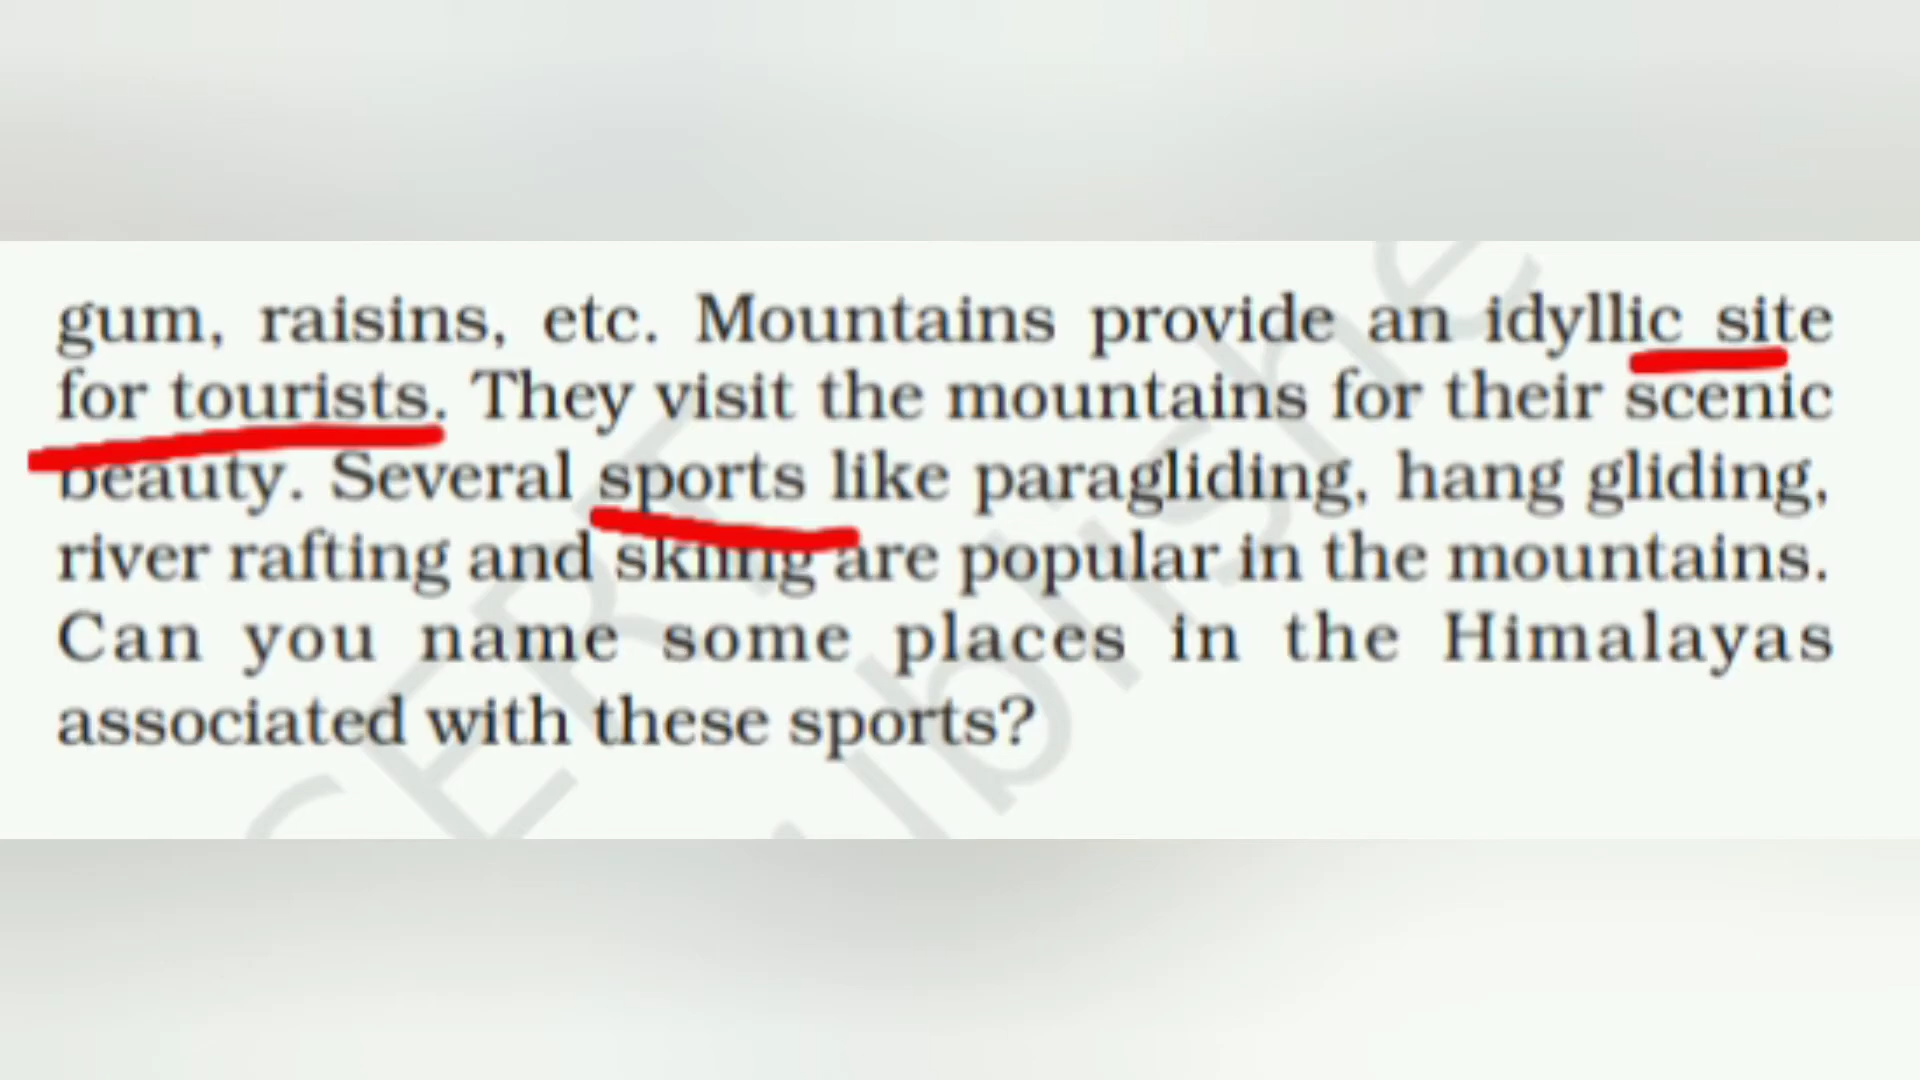 gum, raisins, etc. Mountains provide an idyllic site
for tourists. They visit the mountains for their scenic
beauty. Several sports like paragliding, hang gliding,
river rafting and skiing are popular in the mountains.
Can you name some places in the Himalayas
associated with these sports?